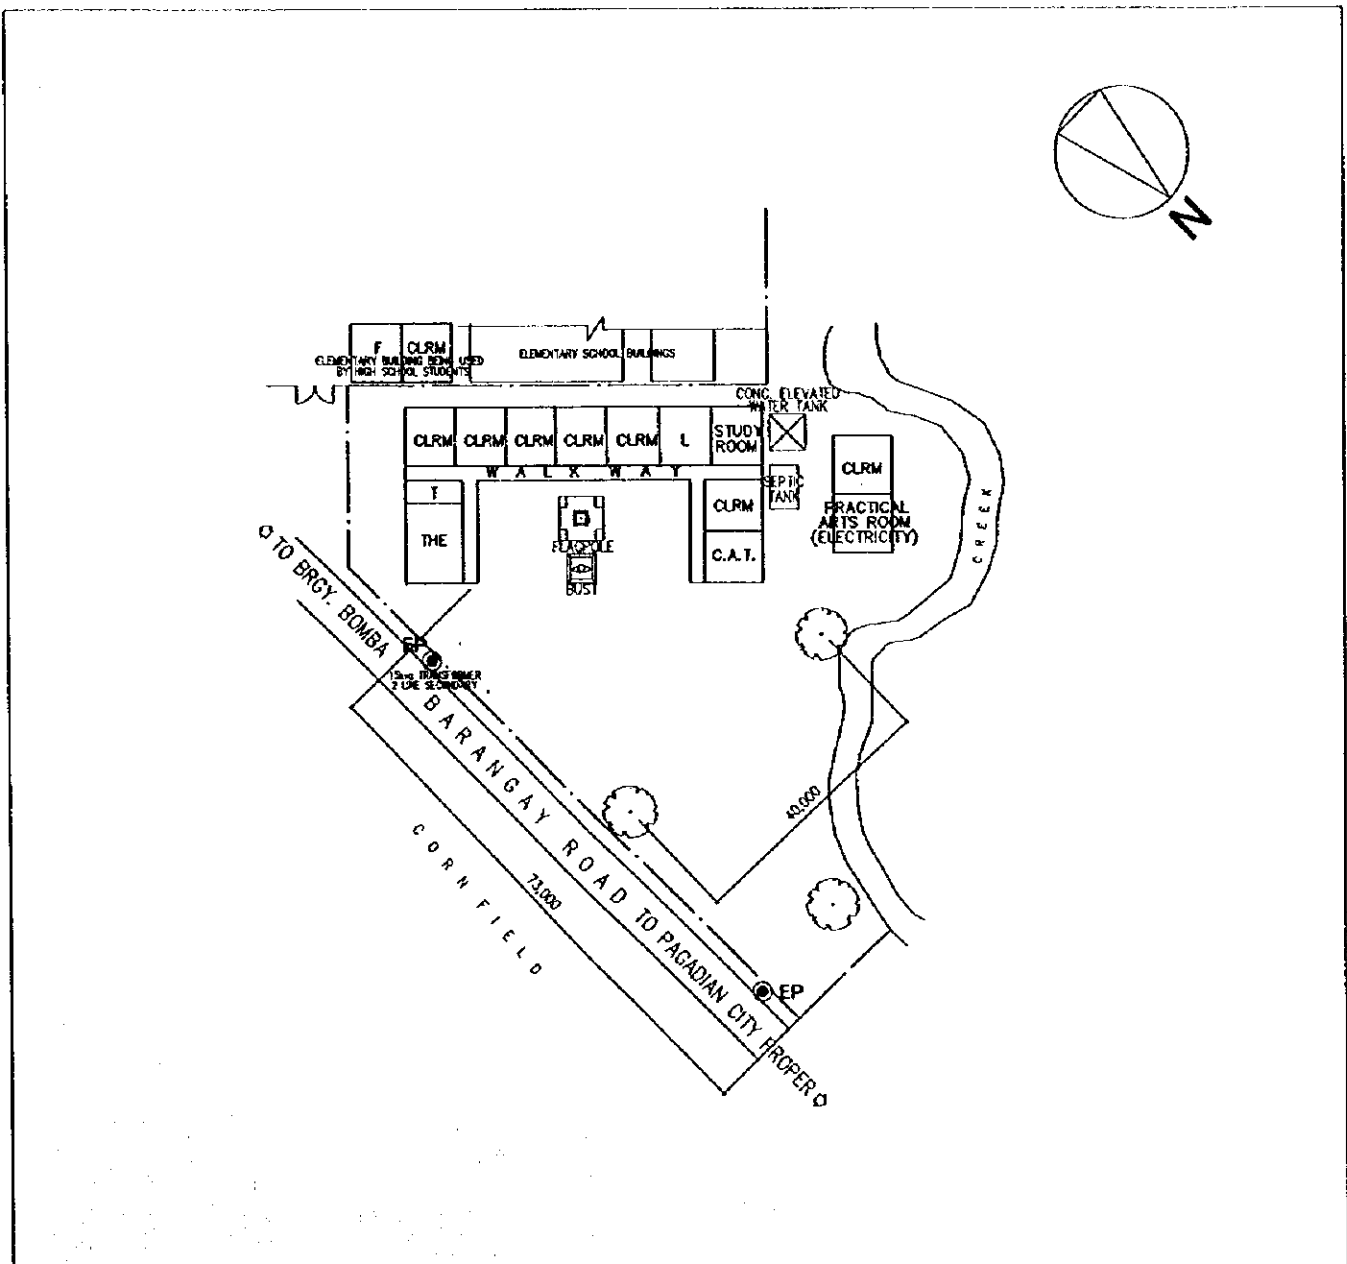 N
F CLRM
ELEMENTARY BUILDING BEING USED
BY HIGH SCHOOL STUDENTS
ELEMENTARY SCHOOL BUILDINGS
CONC. ELEVATED
WATER TANK
CLRM CLRM CLRM CLRM CLRM L STUDY
ROOM
WALK WAY
SEPTIC
TANK
CLRM
PRACTICAL
ARTS ROOM
(ELECTRICITY)
CREEK
T
THE
FLAGPOLE
BUST
CLRM
C.A.T.
TO BRGY. BOMBA
EP
15kva TRANSFORMER
2 LINE SECONDARY
BARANGAY ROAD TO PAGADIAN CITY PROPER
40,000
73,000
CORN FIELD
EP